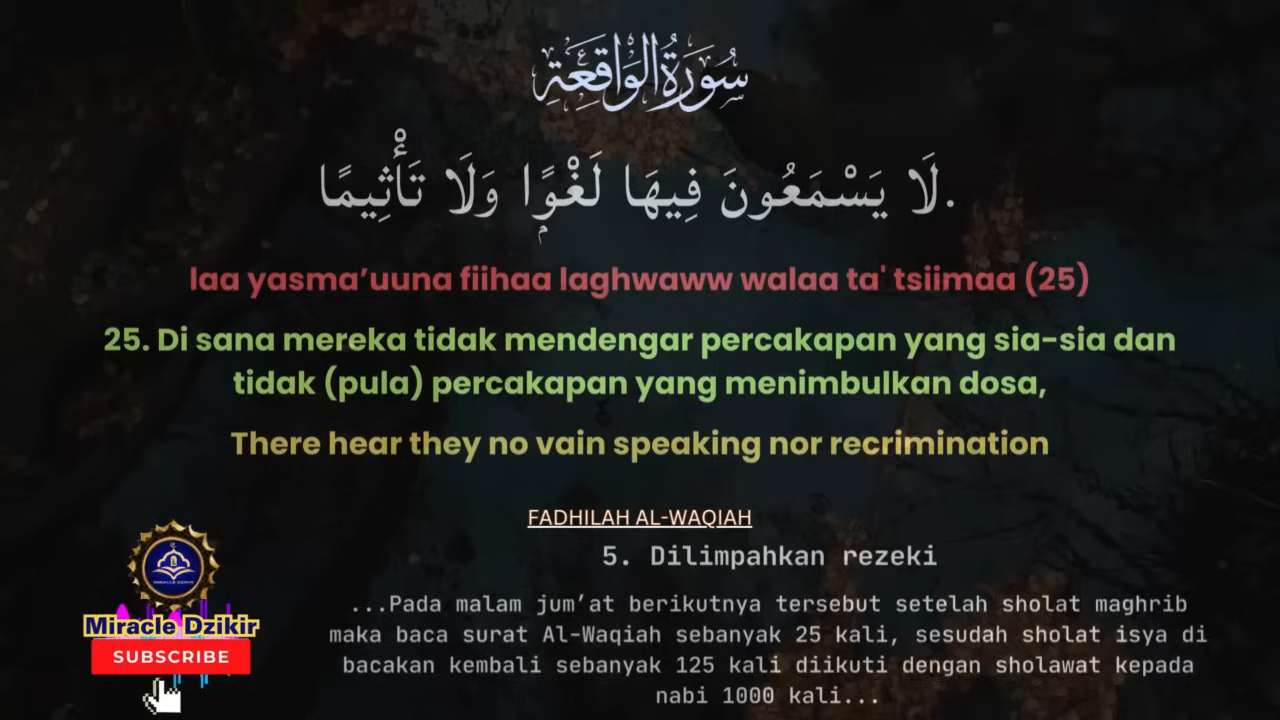 سُورَةُ الْوَاقِعَةِ
لَا يَسْمَعُونَ فِيهَا لَغْوًۭا وَلَا تَأْثِيمًا.
laa yasma’uuna fiihaa laghwaww walaa ta' tsiimaa (25)
25. Di sana mereka tidak mendengar percakapan yang sia-sia dan
tidak (pula) percakapan yang menimbulkan dosa,
There hear they no vain speaking nor recrimination
FADHILAH AL-WAQIAH
5. Dilimpahkan rezeki
...Pada malam jum’at berikutnya tersebut setelah sholat maghrib
maka baca surat Al-Waqiah sebanyak 25 kali, sesudah sholat isya di
bacakan kembali sebanyak 125 kali diikuti dengan sholawat kepada
nabi 1000 kali...
MIRACLE DZIKIR
Miracle Dzikir
SUBSCRIBE